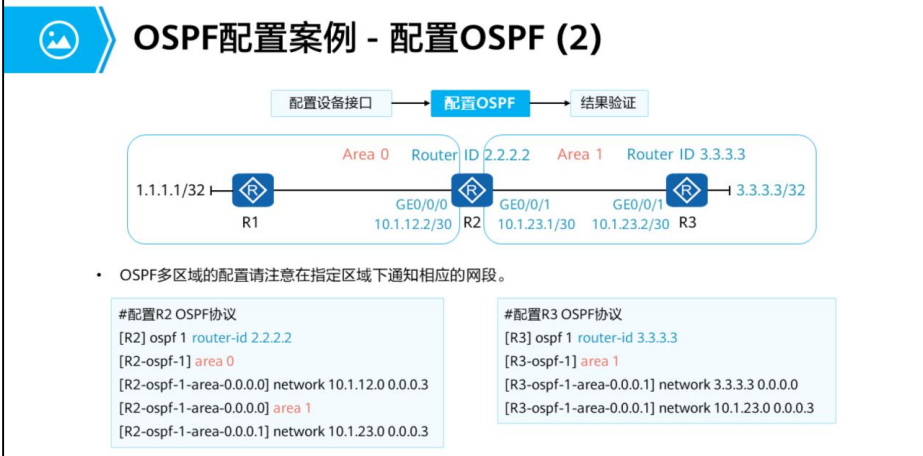 OSPF配置案例 - 配置OSPF (2)
配置设备接口
配置OSPF
结果验证
Area 0
Router ID 2.2.2.2
Area 1
Router ID 3.3.3.3
1.1.1.1/32
R
R
R
3.3.3.3/32
GE0/0/0
GE0/0/1
GE0/0/1
R1
10.1.12.2/30
R2
10.1.23.1/30
10.1.23.2/30
R3
• OSPF多区域的配置请注意在指定区域下通知相应的网段。
#配置R2 OSPF协议
[R2] ospf 1 router-id 2.2.2.2
[R2-ospf-1] area 0
[R2-ospf-1-area-0.0.0.0] network 10.1.12.0 0.0.0.3
[R2-ospf-1-area-0.0.0.0] area 1
[R2-ospf-1-area-0.0.0.1] network 10.1.23.0 0.0.0.3
#配置R3 OSPF协议
[R3] ospf 1 router-id 3.3.3.3
[R3-ospf-1] area 1
[R3-ospf-1-area-0.0.0.1] network 3.3.3.3 0.0.0.0
[R3-ospf-1-area-0.0.0.1] network 10.1.23.0 0.0.0.3